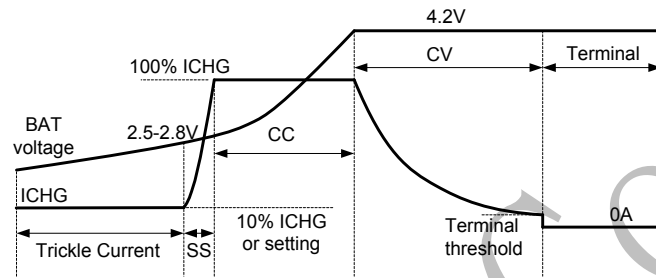 4.2V
CV
Terminal
100% ICHG
BAT
voltage
2.5-2.8V
CC
ICHG
10% ICHG
or setting
Terminal
threshold
0A
Trickle Current
SS